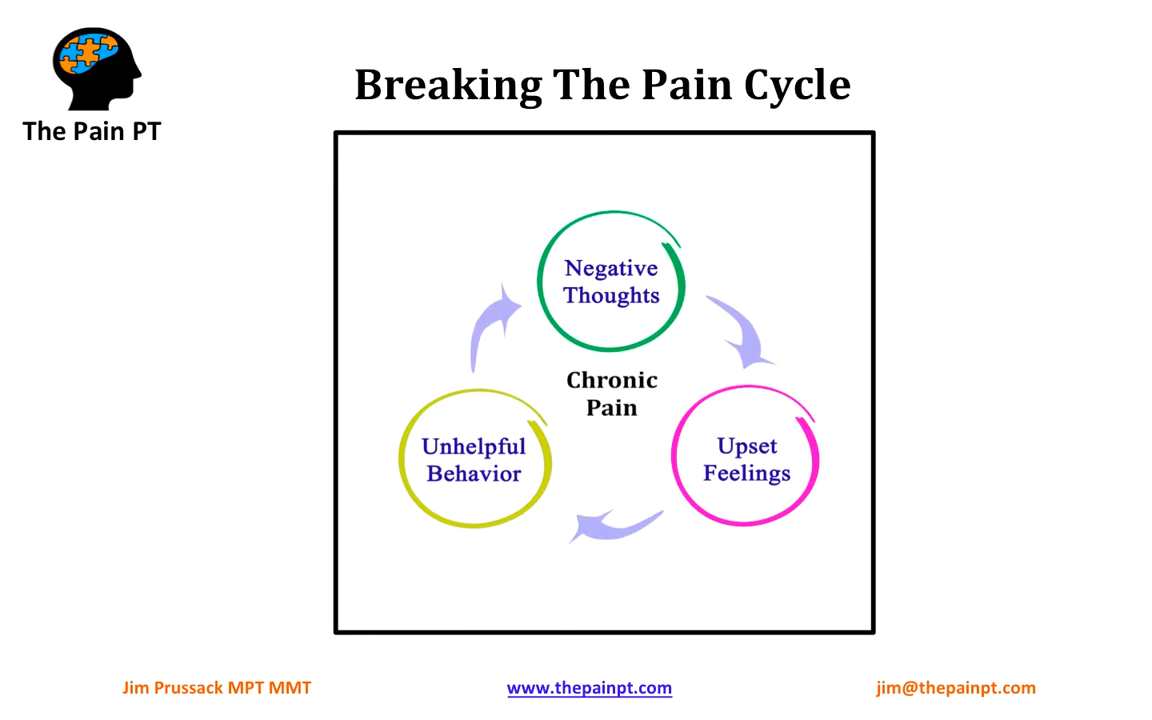 The Pain PT
Breaking The Pain Cycle
Negative
Thoughts
Chronic
Pain
Unhelpful
Behavior
Upset
Feelings
Jim Prussack MPT MMT
www.thepainpt.com
jim@thepainpt.com